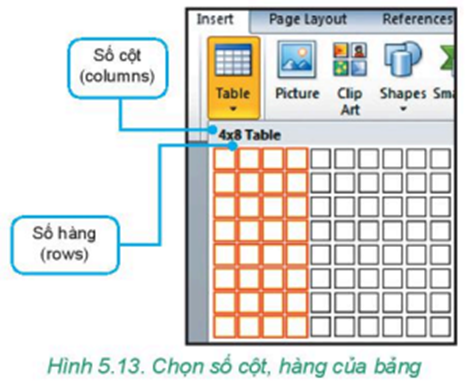 Insert Page Layout References
Số cột
(columns)
Table Picture Clip Art Shapes
4x8 Table
Số hàng
(rows)
Hình 5.13. Chọn số cột, hàng của bảng